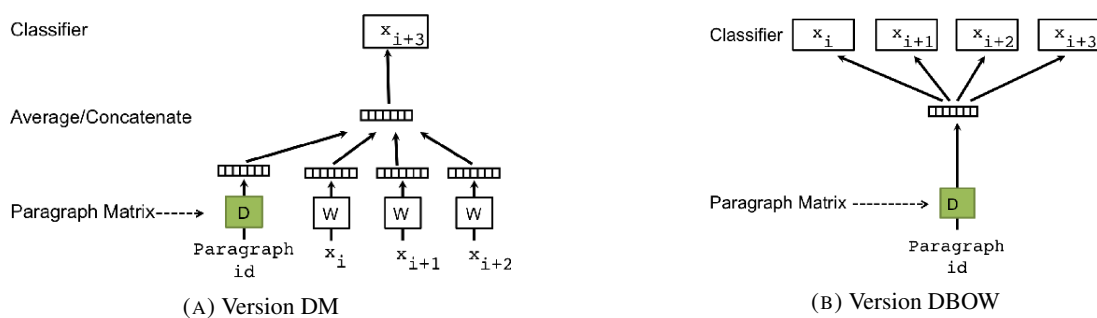 Classifier
x_{i+3}
Average/Concatenate
Paragraph Matrix
D
W
W
W
Paragraph
id
x_i
x_{i+1}
x_{i+2}
(A) Version DM
Classifier
x_i
x_{i+1}
x_{i+2}
x_{i+3}
Paragraph Matrix
D
Paragraph
id
(B) Version DBOW